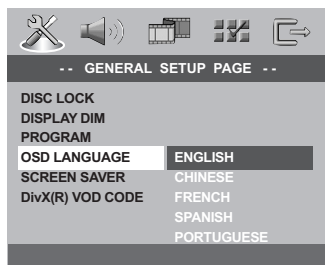 -- GENERAL SETUP PAGE --
DISC LOCK
DISPLAY DIM
PROGRAM
OSD LANGUAGE ENGLISH
SCREEN SAVER CHINESE
DivX(R) VOD CODE FRENCH
SPANISH
PORTUGUESE